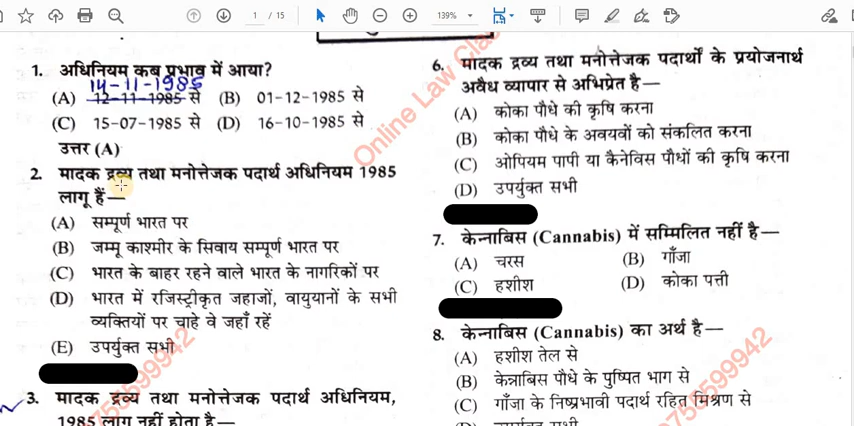 1 / 15
139%
1. अधिनियम कब प्रभाव में आया?
14-11-1985
(A) 12-11-1985 से (B) 01-12-1985 से
(C) 15-07-1985 से (D) 16-10-1985 से
उत्तर (A)
2. मादक द्रव्य तथा मनोत्तेजक पदार्थ अधिनियम 1985
लागू हैं—
(A) सम्पूर्ण भारत पर
(B) जम्मू काश्मीर के सिवाय सम्पूर्ण भारत पर
(C) भारत के बाहर रहने वाले भारत के नागरिकों पर
(D) भारत में रजिस्ट्रीकृत जहाजों, वायुयानों के सभी
व्यक्तियों पर चाहे वे जहाँ रहें
(E) उपर्युक्त सभी
3. मादक द्रव्य तथा मनोत्तेजक पदार्थ अधिनियम,
1985 लागू नहीं होता है—
6. मादक द्रव्य तथा मनोत्तेजक पदार्थों के प्रयोजनार्थ
अवैध व्यापार से अभिप्रेत है—
(A) कोका पौधे की कृषि करना
(B) कोका पौधे के अवयवों को संकलित करना
(C) ओपियम पापी या कैनेविस पौधों की कृषि करना
(D) उपर्युक्त सभी
7. केन्नाबिस (Cannabis) में सम्मिलित नहीं है—
(A) चरस (B) गाँजा
(C) हशीश (D) कोका पत्ती
8. केन्नाबिस (Cannabis) का अर्थ है—
(A) हशीश तेल से
(B) केन्नाबिस पौधे के पुष्पित भाग से
(C) गाँजा के निष्प्रभावी पदार्थ रहित मिश्रण से
Online Law Clas
9755599942
9755599942